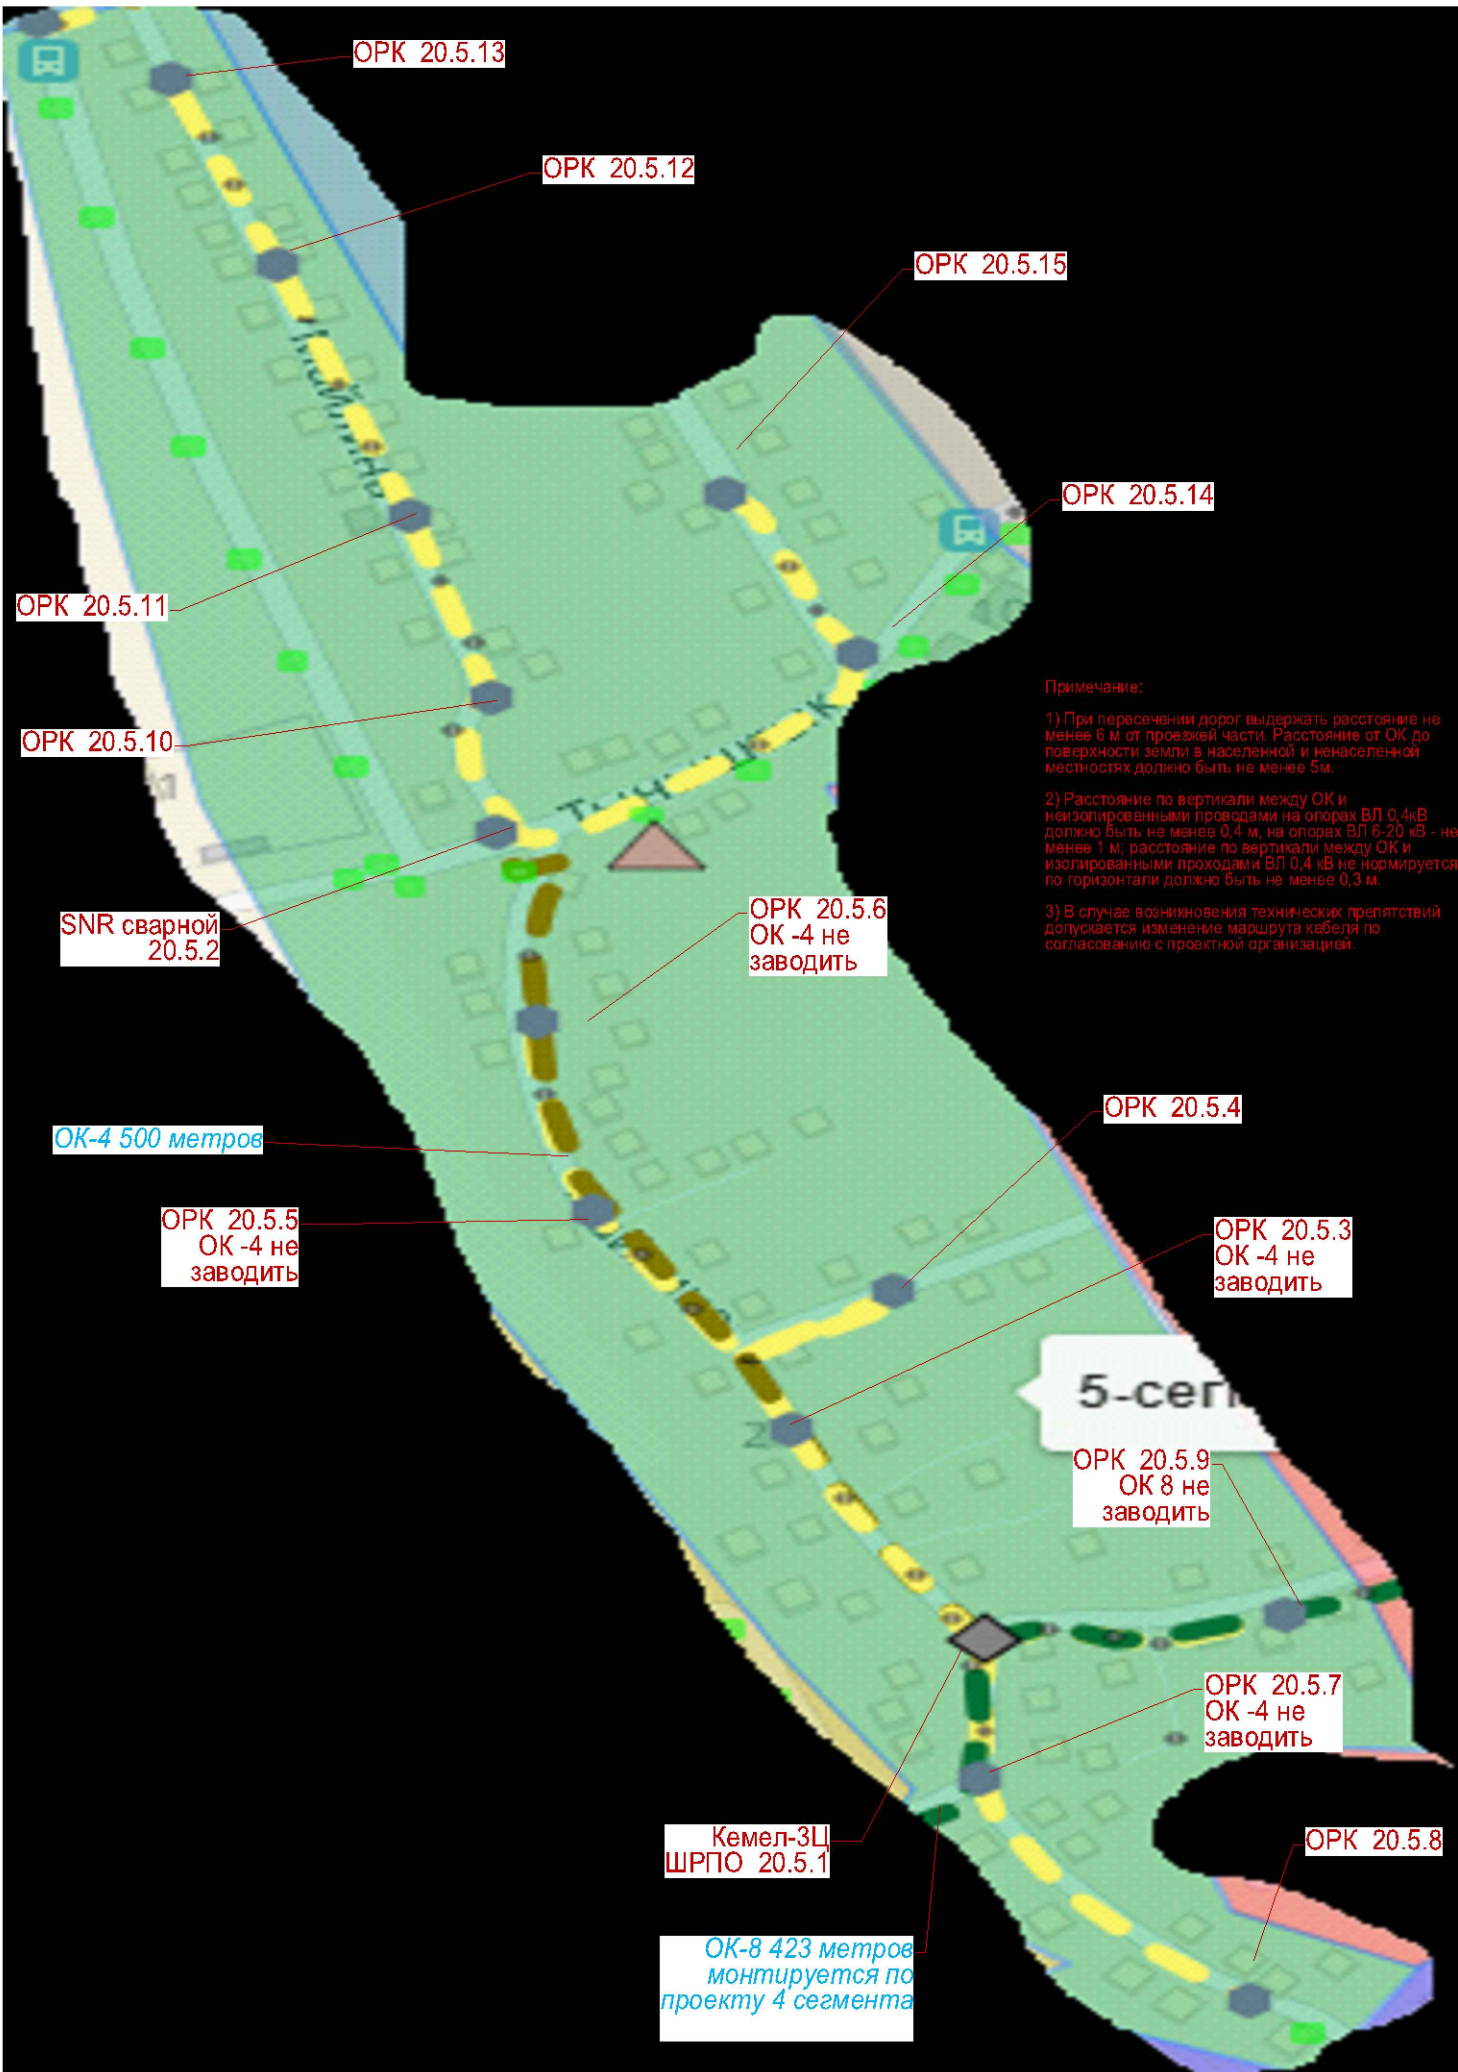 ОРК 20.5.13
ОРК 20.5.12
ОРК 20.5.15
ОРК 20.5.14
ОРК 20.5.11
Примечание:
1) При пересечении дорог выдержать расстояние не
менее 6 м от проезжей части. Расстояние от ОК до
поверхности земли в населенной и ненаселенной
местностях должно быть не менее 5м.
2) Расстояние по вертикали между ОК и
неизолированными проводами на опорах ВЛ 0,4кВ
должно быть не менее 0,4 м, на опорах ВЛ 6-20 кВ - не
менее 1 м; расстояние по вертикали между ОК и
изолированными проходами ВЛ 0,4 кВ не нормируется
по горизонтали должно быть не менее 0,3 м.
3) В случае возникновения технических препятствий
допускается изменение маршрута кабеля по
согласованию с проектной организацией.
ОРК 20.5.10
SNR сварной
20.5.2
ОРК 20.5.6
ОК -4 не
заводить
ОК-4 500 метров
ОРК 20.5.4
ОРК 20.5.5
ОК -4 не
заводить
ОРК 20.5.3
ОК -4 не
заводить
ОРК 20.5.9
ОК 8 не
заводить
ОРК 20.5.7
ОК -4 не
заводить
Кемел-3Ц
ШРПО 20.5.1
ОРК 20.5.8
ОК-8 423 метров
монтируется по
проекту 4 сегмента